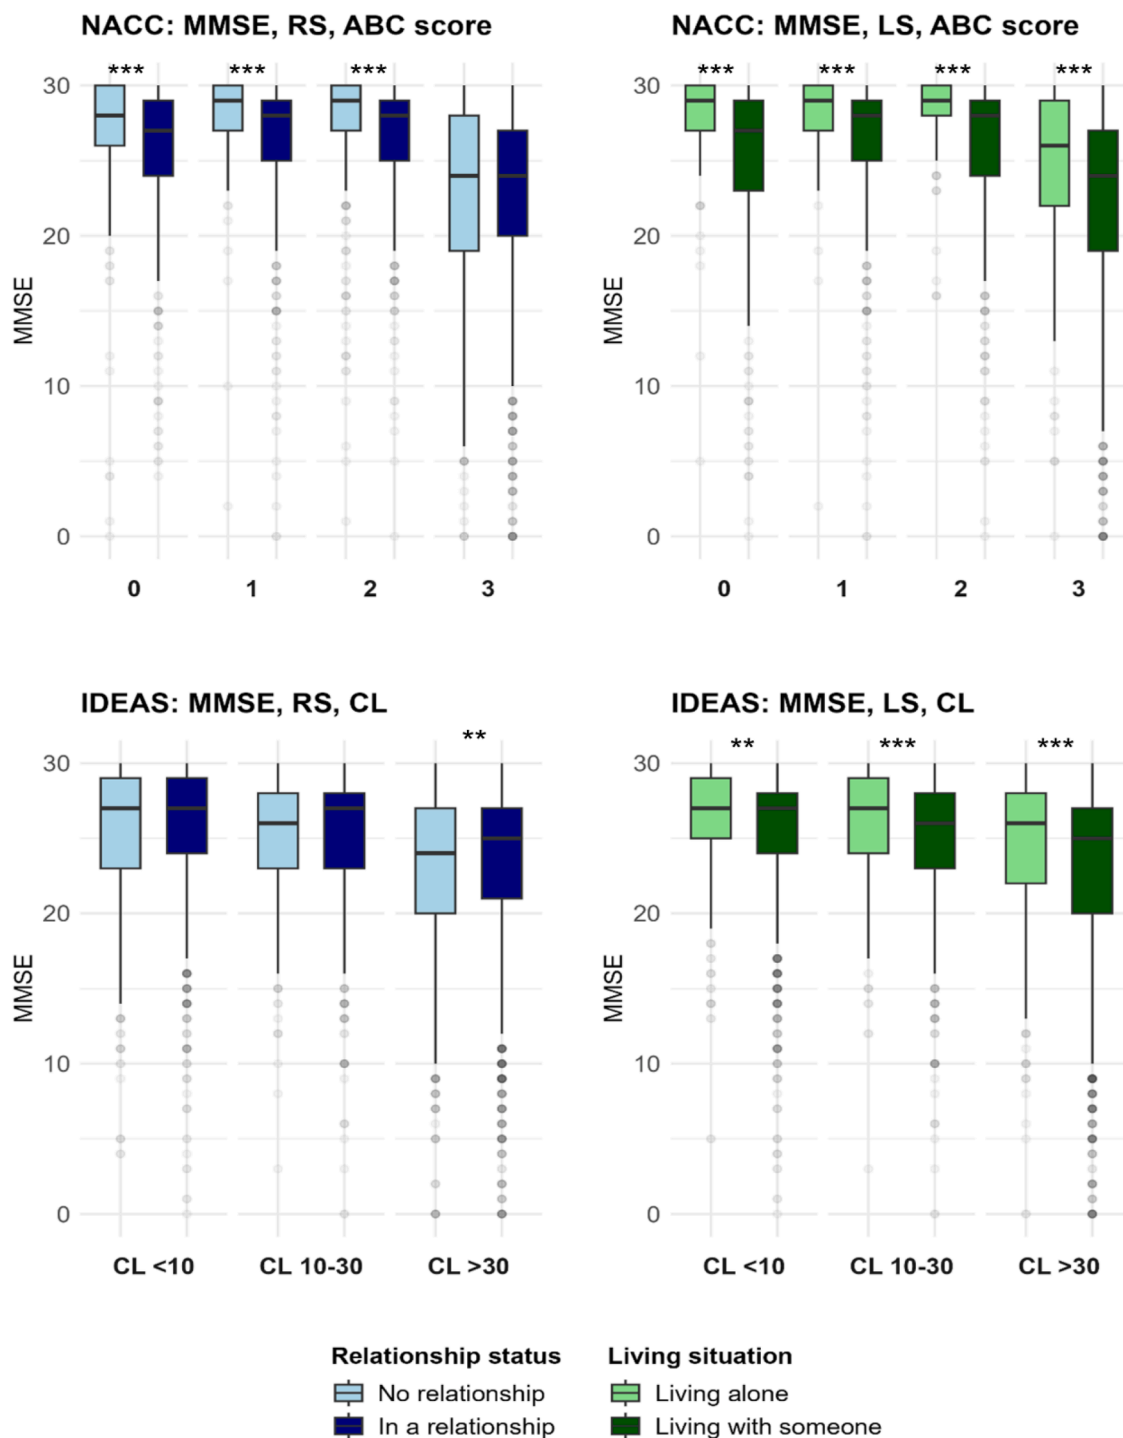 NACC: MMSE, RS, ABC score
*** *** ***
30
20
10
0
MMSE
0 1 2 3
NACC: MMSE, LS, ABC score
*** *** *** ***
30
20
10
0
MMSE
0 1 2 3
IDEAS: MMSE, RS, CL
**
30
20
10
0
MMSE
CL <10 CL 10-30 CL >30
IDEAS: MMSE, LS, CL
** *** ***
30
20
10
0
MMSE
CL <10 CL 10-30 CL >30
Relationship status
No relationship
In a relationship
Living situation
Living alone
Living with someone